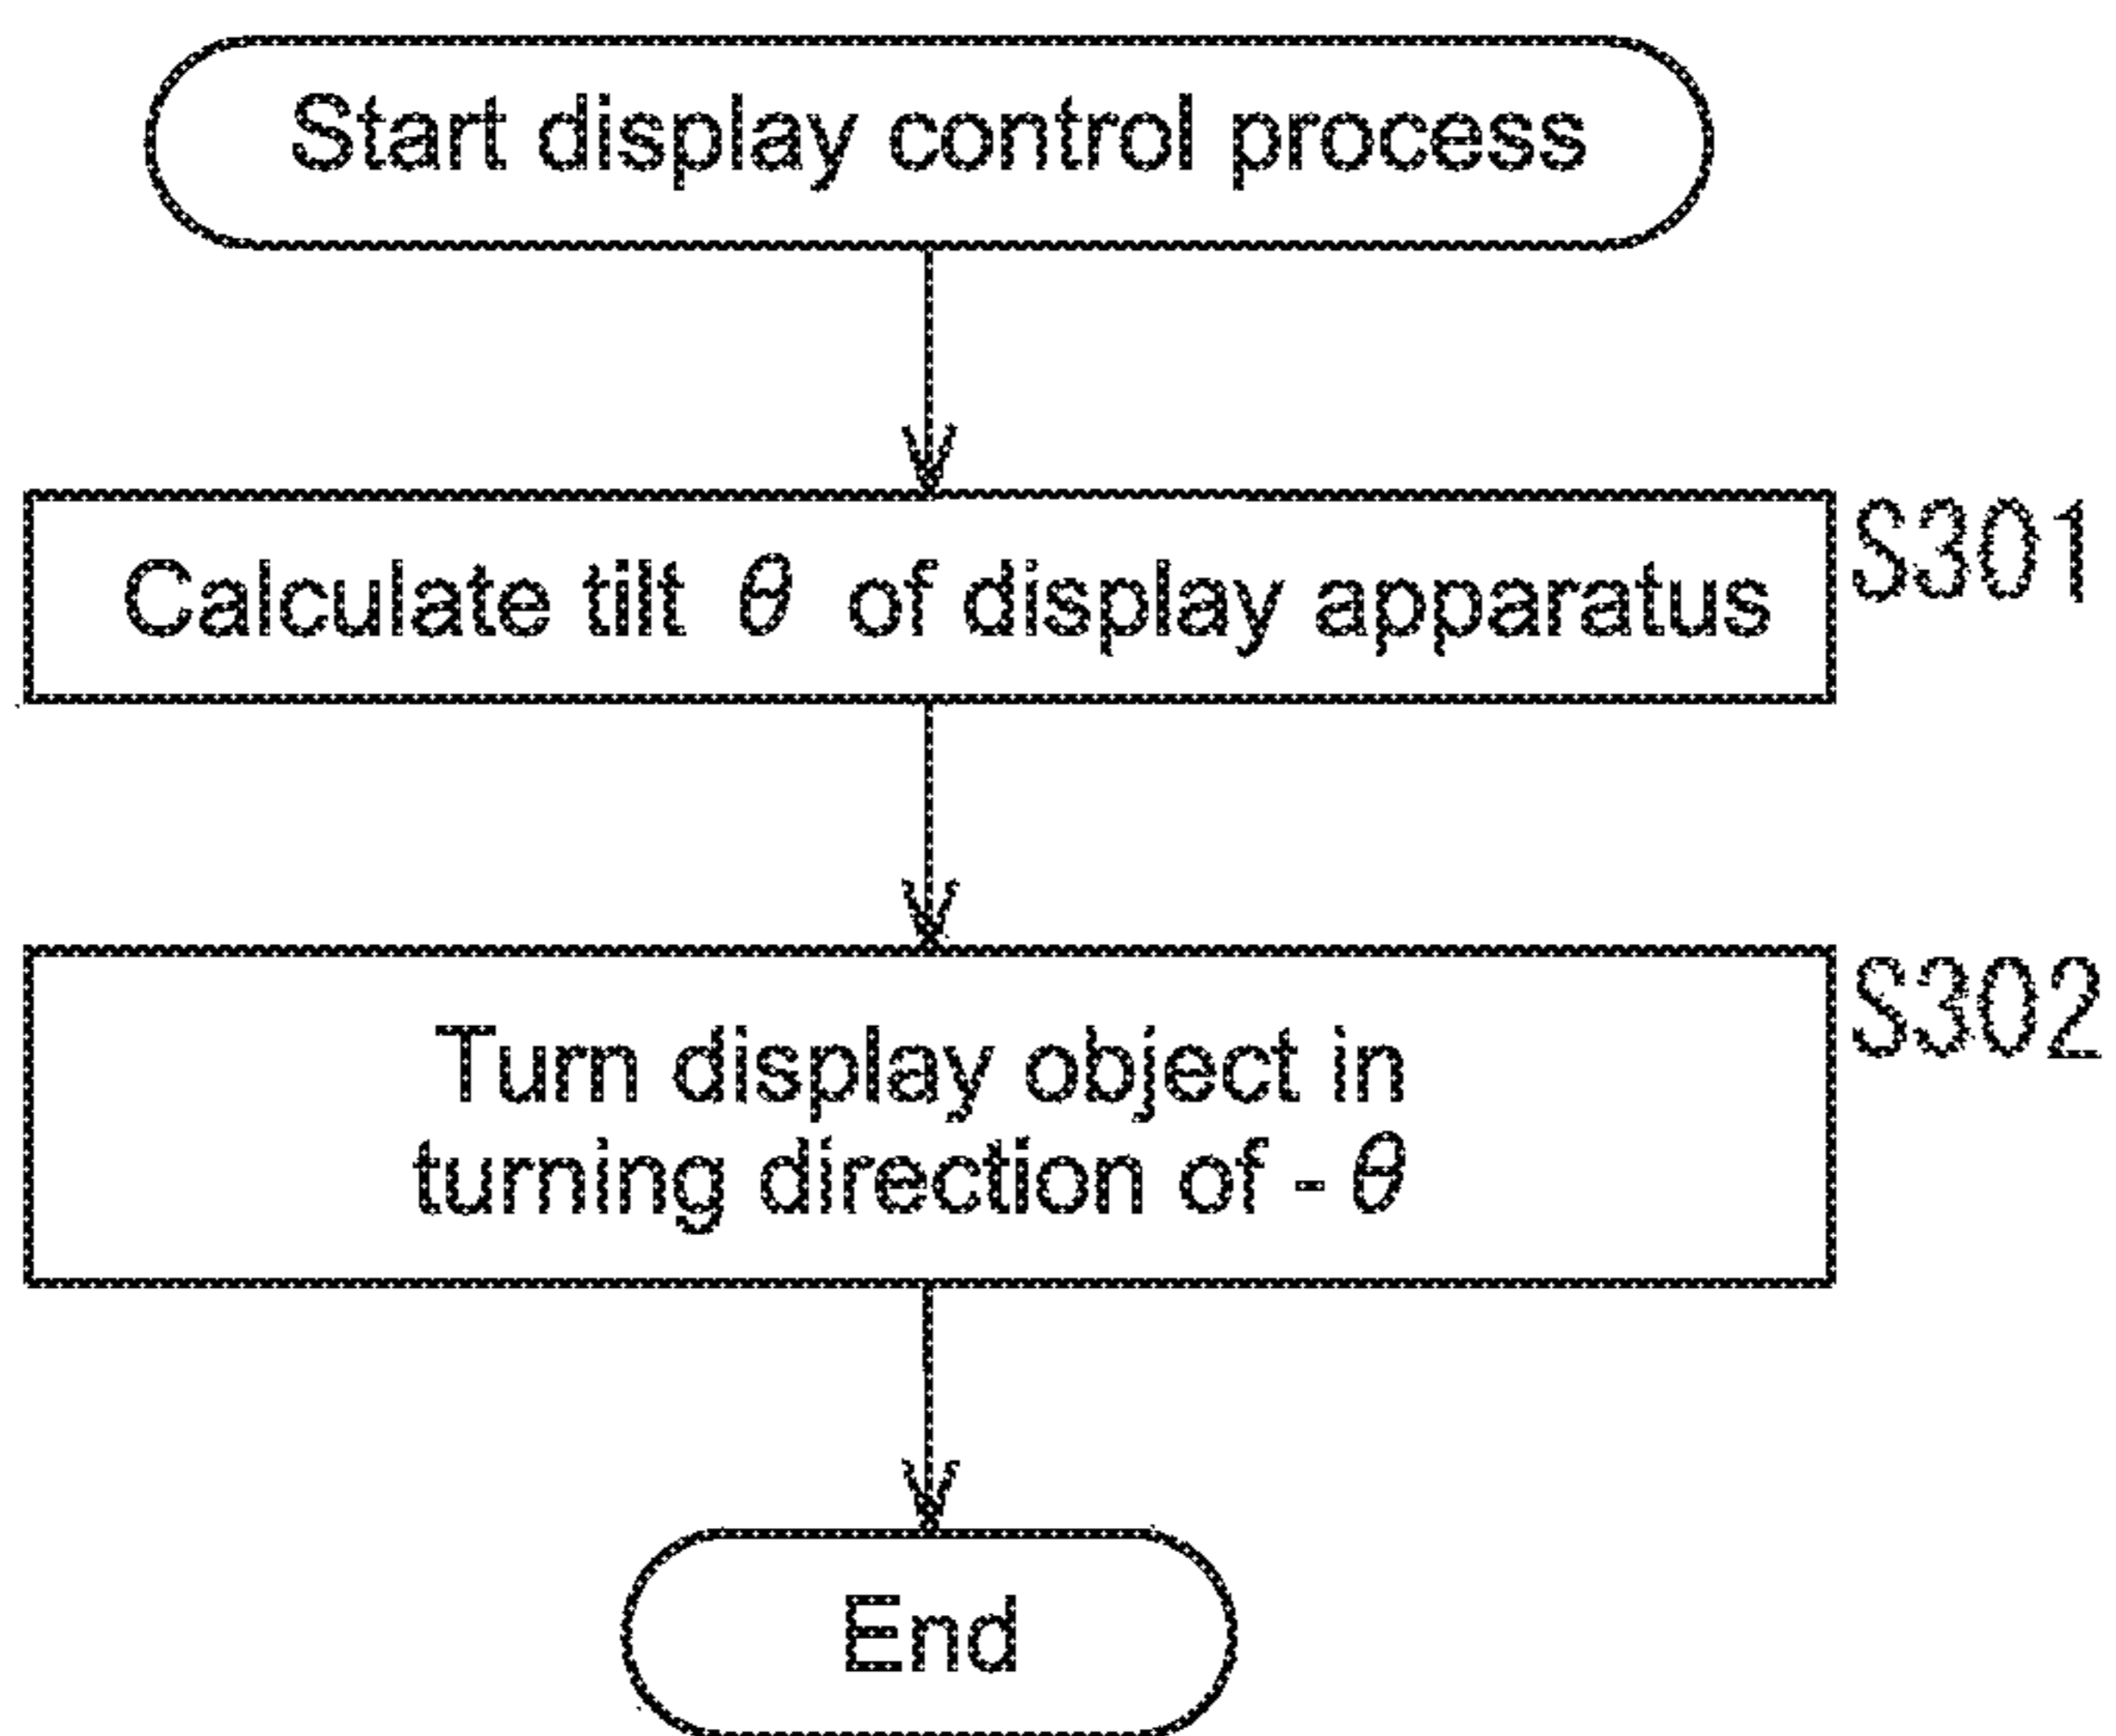 Start display control process
Calculate tilt θ of display apparatus
S301
Turn display object in
turning direction of - θ
S302
End